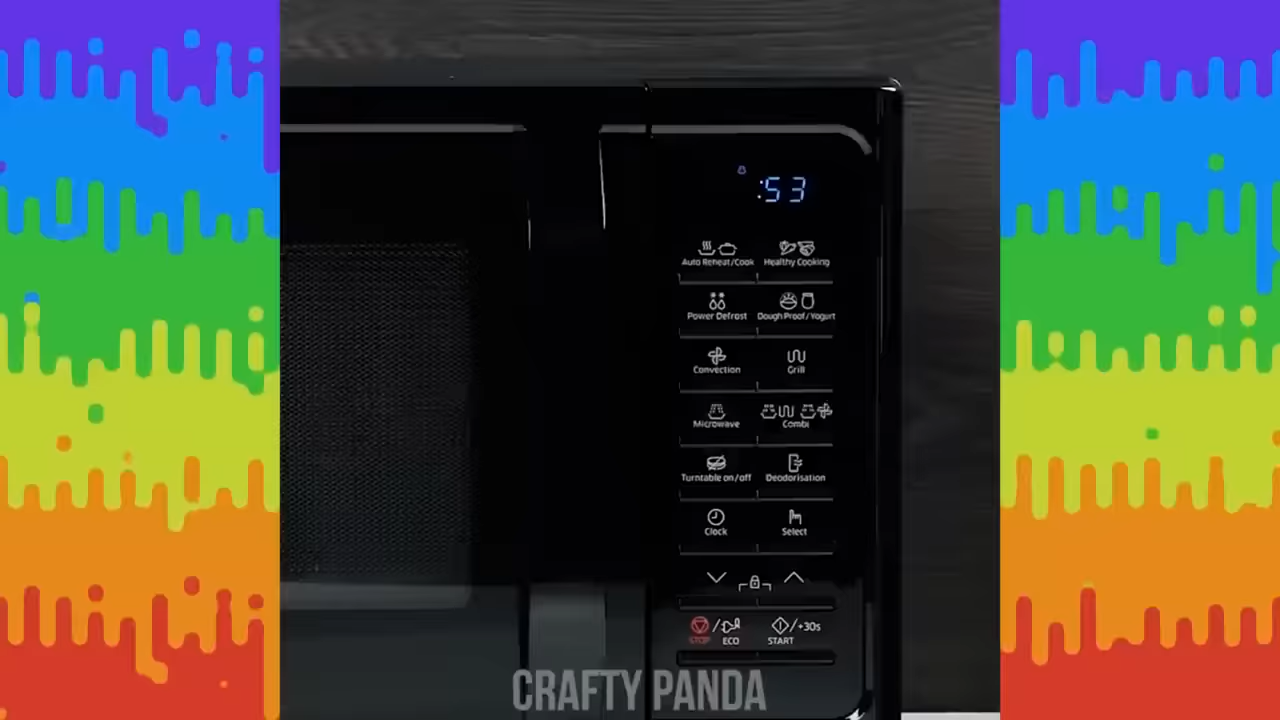 :53
Auto Reheat/Cook Healthy Cooking
Power Defrost Dough Proof/Yogurt
Convection Grill
Microwave Combi
Turntable on/off Deodorisation
Clock Select
STOP / ECO START /+30s
CRAFTY PANDA